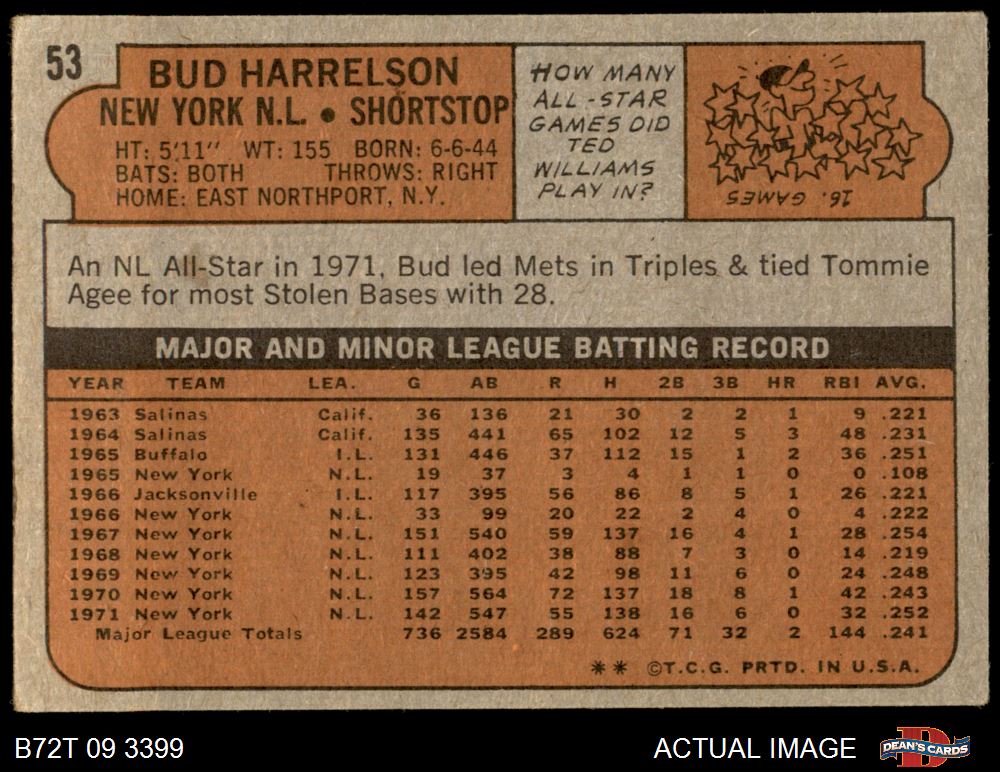 53
BUD HARRELSON
NEW YORK N.L. • SHORTSTOP
HT: 5'11" WT: 155 BORN: 6-6-44
BATS: BOTH THROWS: RIGHT
HOME: EAST NORTHPORT, N.Y.
HOW MANY
ALL-STAR
GAMES DID
TED
WILLIAMS
PLAY IN?
16. GAMES
An NL All-Star in 1971, Bud led Mets in Triples & tied Tommie
Agee for most Stolen Bases with 28.
MAJOR AND MINOR LEAGUE BATTING RECORD
YEAR TEAM LEA. G AB R H 2B 3B HR RBI AVG.
1963 Salinas Calif. 36 136 21 30 2 2 1 9 .221
1964 Salinas Calif. 135 441 65 102 12 5 3 48 .231
1965 Buffalo I.L. 131 446 37 112 15 1 2 36 .251
1965 New York N.L. 19 37 3 4 1 1 0 0 .108
1966 Jacksonville I.L. 117 395 56 86 8 5 1 26 .221
1966 New York N.L. 33 99 20 22 2 4 0 4 .222
1967 New York N.L. 151 540 59 137 16 4 1 28 .254
1968 New York N.L. 111 402 38 88 7 3 0 14 .219
1969 New York N.L. 123 395 42 98 11 6 0 24 .248
1970 New York N.L. 157 564 72 137 18 8 1 42 .243
1971 New York N.L. 142 547 55 138 16 6 0 32 .252
Major League Totals 736 2584 289 624 71 32 2 144 .241
** ©T.C.G. PRTD. IN U.S.A.
B72T 09 3399
ACTUAL IMAGE
D
DEAN'S CARDS